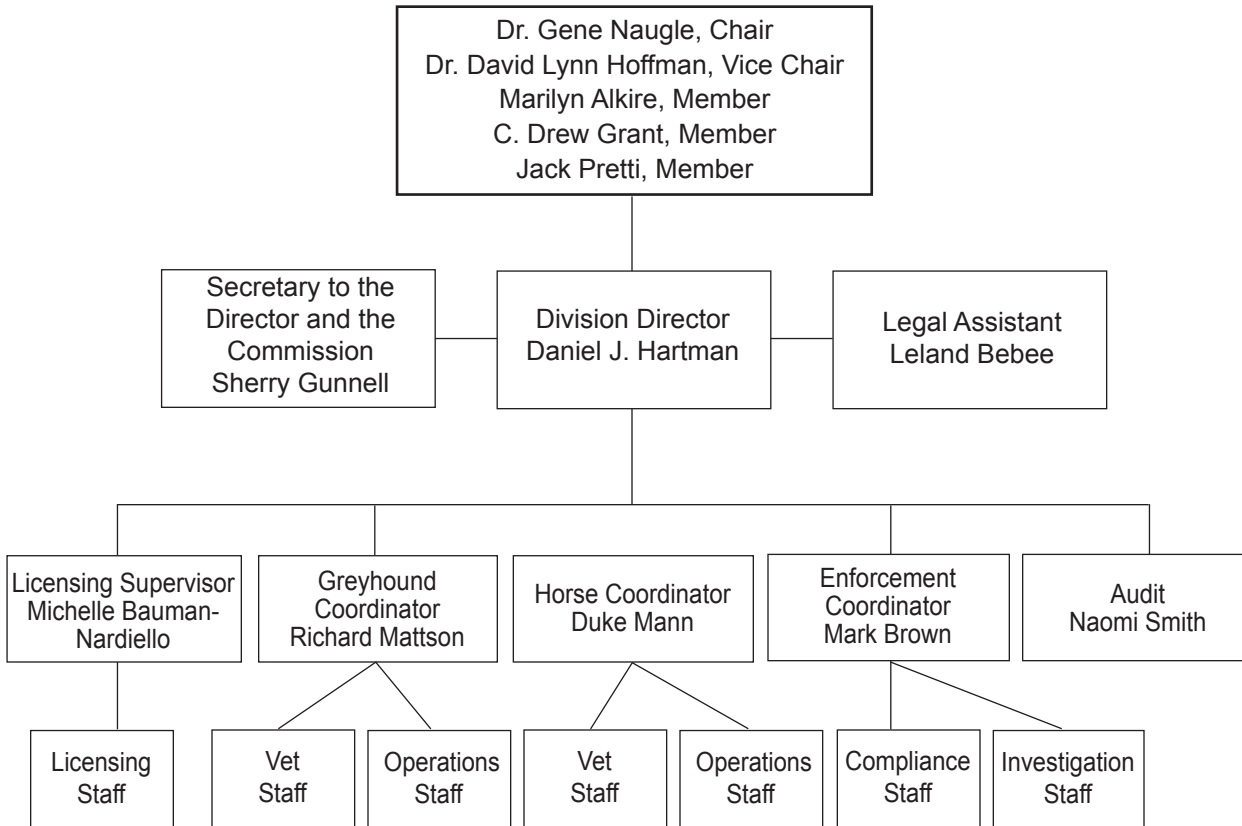 Dr. Gene Naugle, Chair
Dr. David Lynn Hoffman, Vice Chair
Marilyn Alkire, Member
C. Drew Grant, Member
Jack Pretti, Member
Secretary to the
Director and the
Commission
Sherry Gunnell
Division Director
Daniel J. Hartman
Legal Assistant
Leland Bebee
Licensing Supervisor
Michelle Bauman-
Nardiello
Greyhound
Coordinator
Richard Mattson
Horse Coordinator
Duke Mann
Enforcement
Coordinator
Mark Brown
Audit
Naomi Smith
Licensing
Staff
Vet
Staff
Operations
Staff
Vet
Staff
Operations
Staff
Compliance
Staff
Investigation
Staff